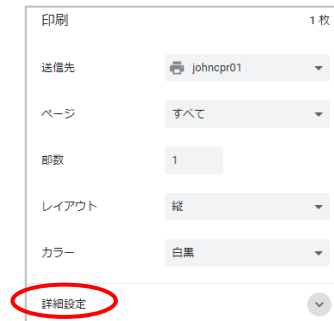 印刷 1 枚
送信先 johncpr01
ページ すべて
部数 1
レイアウト 縦
カラー 白黒
詳細設定